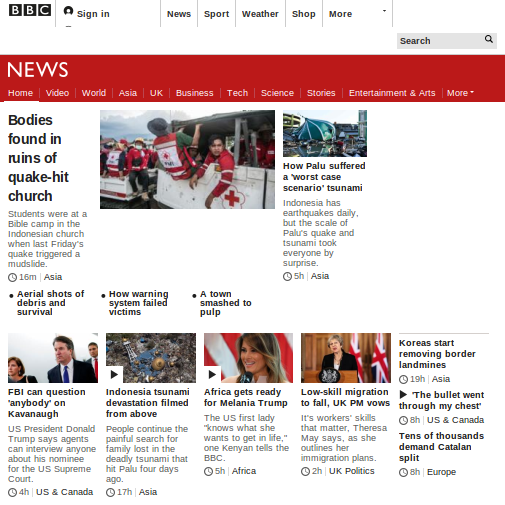 BBC
Sign in
News
Sport
Weather
Shop
More
Search
NEWS
Home
Video
World
Asia
UK
Business
Tech
Science
Stories
Entertainment & Arts
More
Bodies
found in
ruins of
quake-hit
church
Students were at a
Bible camp in the
Indonesian church
when last Friday's
quake triggered a
mudslide.
16m | Asia
How Palu suffered
a 'worst case
scenario' tsunami
Indonesia has
earthquakes daily,
but the scale of
Palu's quake and
tsunami took
everyone by
surprise.
5h | Asia
Aerial shots of
debris and
survival
How warning
system failed
victims
A town
smashed to
pulp
FBI can question
'anybody' on
Kavanaugh
US President Donald
Trump says agents
can interview anyone
about his nominee
for the US Supreme
Court.
4h | US & Canada
Indonesia tsunami
devastation filmed
from above
People continue the
painful search for
family lost in the
deadly tsunami that
hit Palu four days
ago.
17h | Asia
Africa gets ready
for Melania Trump
The US first lady
"knows what she
wants to get in life,"
one Kenyan tells the
BBC.
5h | Africa
Low-skill migration
to fall, UK PM vows
It's workers' skills
that matter, Theresa
May says, as she
outlines her
immigration plans.
2h | UK Politics
Koreas start
removing border
landmines
19h | Asia
'The bullet went
through my chest'
8h | US & Canada
Tens of thousands
demand Catalan
split
8h | Europe